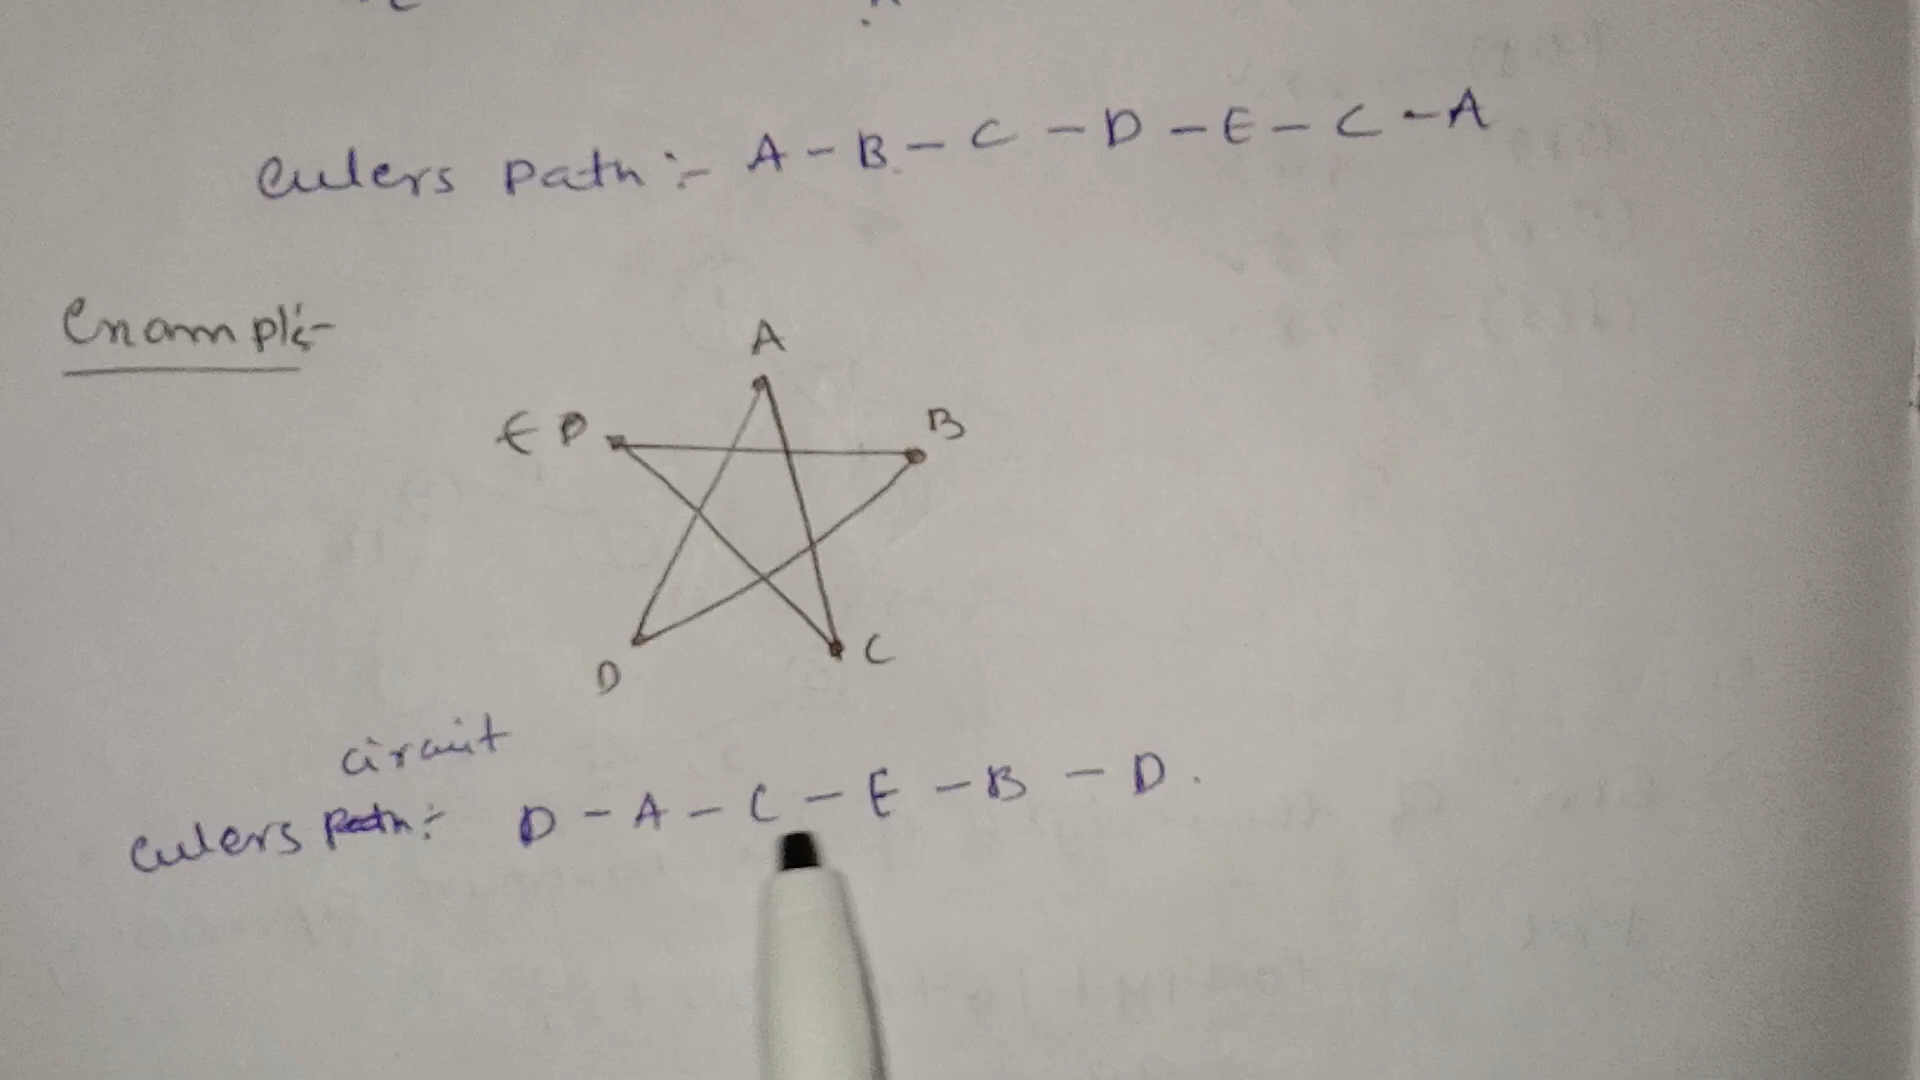 Eulers path :- A - B - C - D - E - C - A
Example:-
A
E
B
D
C
circuit
Eulers Path :- D - A - C - E - B - D.